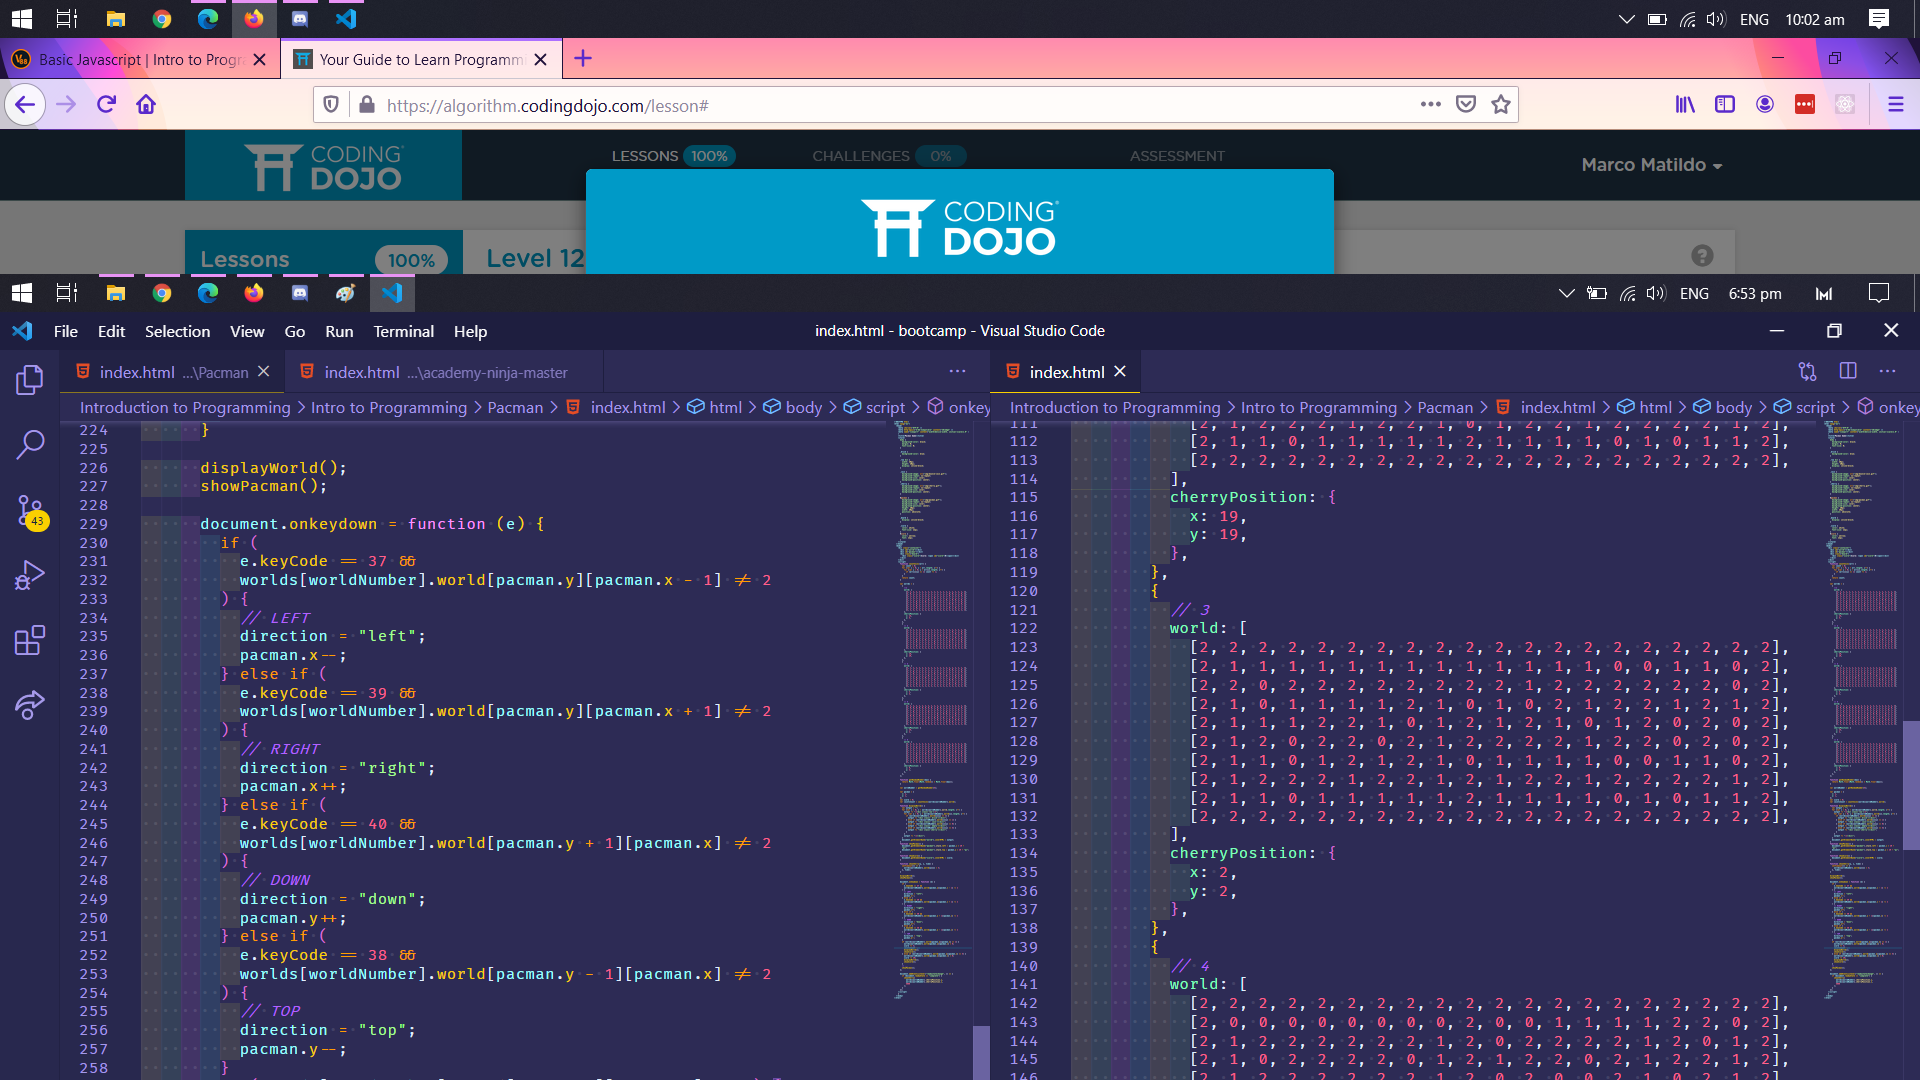 ENG 10:02 am
Basic Javascript | Intro to Progr
Your Guide to Learn Programm
https://algorithm.codingdojo.com/lesson#
CODING DOJO
LESSONS 100%
CHALLENGES 0%
ASSESSMENT
Marco Matildo
CODING DOJO
Lessons 100%
Level 12
ENG 6:53 pm
File Edit Selection View Go Run Terminal Help
index.html - bootcamp - Visual Studio Code
index.html ...\Pacman
index.html ...\academy-ninja-master
index.html
Introduction to Programming > Intro to Programming > Pacman > index.html > html > body > script > onkey
43
224 }
225
226 displayWorld();
227 showPacman();
228
229 document.onkeydown = function (e) {
230 if (
231 e.keyCode == 37 &&
232 worlds[worldNumber].world[pacman.y][pacman.x - 1] != 2
233 ) {
234 // LEFT
235 direction = "left";
236 pacman.x--;
237 } else if (
238 e.keyCode == 39 &&
239 worlds[worldNumber].world[pacman.y][pacman.x + 1] != 2
240 ) {
241 // RIGHT
242 direction = "right";
243 pacman.x++;
244 } else if (
245 e.keyCode == 40 &&
246 worlds[worldNumber].world[pacman.y + 1][pacman.x] != 2
247 ) {
248 // DOWN
249 direction = "down";
250 pacman.y++;
251 } else if (
252 e.keyCode == 38 &&
253 worlds[worldNumber].world[pacman.y - 1][pacman.x] != 2
254 ) {
255 // TOP
256 direction = "top";
257 pacman.y--;
258 }
Introduction to Programming > Intro to Programming > Pacman > index.html > html > body > script > onkey
111 [2, 1, 2, 2, 2, 1, 2, 2, 1, 0, 1, 2, 2, 1, 2, 2, 2, 2, 1, 2],
112 [2, 1, 1, 0, 1, 1, 1, 1, 1, 2, 1, 1, 1, 1, 0, 1, 0, 1, 1, 2],
113 [2, 2, 2, 2, 2, 2, 2, 2, 2, 2, 2, 2, 2, 2, 2, 2, 2, 2, 2, 2],
114 ],
115 cherryPosition: {
116 x: 19,
117 y: 19,
118 },
119 },
120 {
121 // 3
122 world: [
123 [2, 2, 2, 2, 2, 2, 2, 2, 2, 2, 2, 2, 2, 2, 2, 2, 2, 2, 2, 2],
124 [2, 1, 1, 1, 1, 1, 1, 1, 1, 1, 1, 1, 1, 1, 0, 0, 1, 1, 0, 2],
125 [2, 2, 0, 2, 2, 2, 2, 2, 2, 2, 2, 1, 2, 2, 2, 2, 2, 2, 0, 2],
126 [2, 1, 0, 1, 1, 1, 1, 2, 1, 0, 1, 0, 2, 1, 2, 2, 1, 2, 0, 2],
127 [2, 1, 1, 1, 2, 2, 1, 0, 1, 2, 1, 2, 1, 0, 1, 2, 0, 2, 0, 2],
128 [2, 1, 2, 0, 2, 2, 0, 2, 1, 2, 2, 2, 2, 1, 2, 2, 0, 2, 0, 2],
129 [2, 1, 1, 0, 1, 1, 0, 1, 2, 1, 0, 1, 1, 1, 0, 0, 1, 1, 0, 2],
130 [2, 1, 2, 2, 2, 1, 2, 2, 1, 2, 1, 2, 2, 1, 2, 2, 2, 2, 1, 2],
131 [2, 1, 1, 0, 1, 1, 1, 1, 1, 2, 1, 1, 1, 1, 0, 1, 0, 1, 1, 2],
132 [2, 2, 2, 2, 2, 2, 2, 2, 2, 2, 2, 2, 2, 2, 2, 2, 2, 2, 2, 2],
133 ],
134 cherryPosition: {
135 x: 2,
136 y: 2,
137 },
138 },
139 {
140 // 4
141 world: [
142 [2, 2, 2, 2, 2, 2, 2, 2, 2, 2, 2, 2, 2, 2, 2, 2, 2, 2, 2, 2],
143 [2, 0, 0, 0, 0, 0, 0, 0, 0, 2, 0, 0, 1, 1, 1, 1, 2, 2, 0, 2],
144 [2, 1, 2, 2, 2, 2, 2, 2, 1, 2, 0, 2, 2, 2, 2, 1, 2, 2, 1, 2],
145 [2, 1, 0, 2, 2, 2, 2, 0, 1, 2, 1, 2, 2, 0, 2, 1, 2, 2, 1, 2],
146